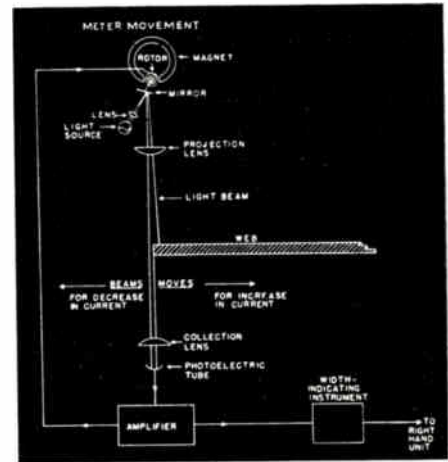 METER MOVEMENT
ROTOR
MAGNET
MIRROR
LENS
LIGHT
SOURCE
PROJECTION
LENS
LIGHT BEAM
WEB
BEAMS MOVES
FOR DECREASE
IN CURRENT
FOR INCREASE
IN CURRENT
COLLECTION
LENS
PHOTOELECTRIC
TUBE
WIDTH-
INDICATING
INSTRUMENT
AMPLIFIER
TO
RIGHT
HAND
UNIT